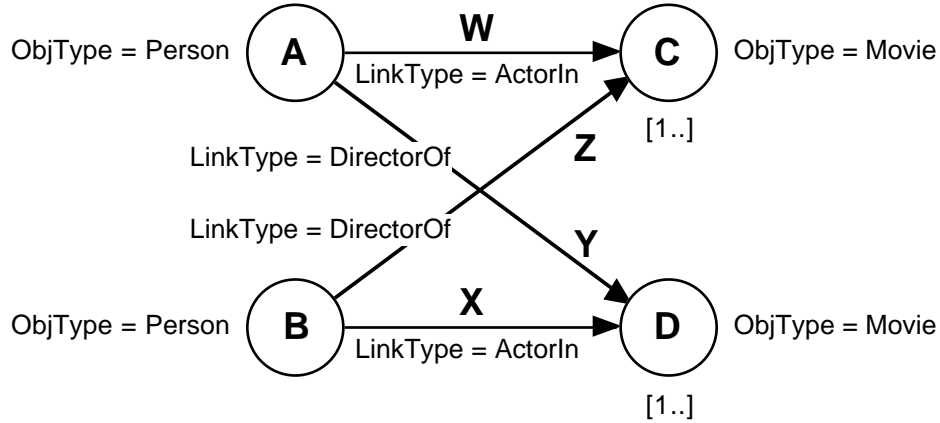 W
ObjType = Person A C ObjType = Movie
LinkType = ActorIn
[1..]
Z
LinkType = DirectorOf
LinkType = DirectorOf
Y
X
ObjType = Person B D ObjType = Movie
LinkType = ActorIn
[1..]